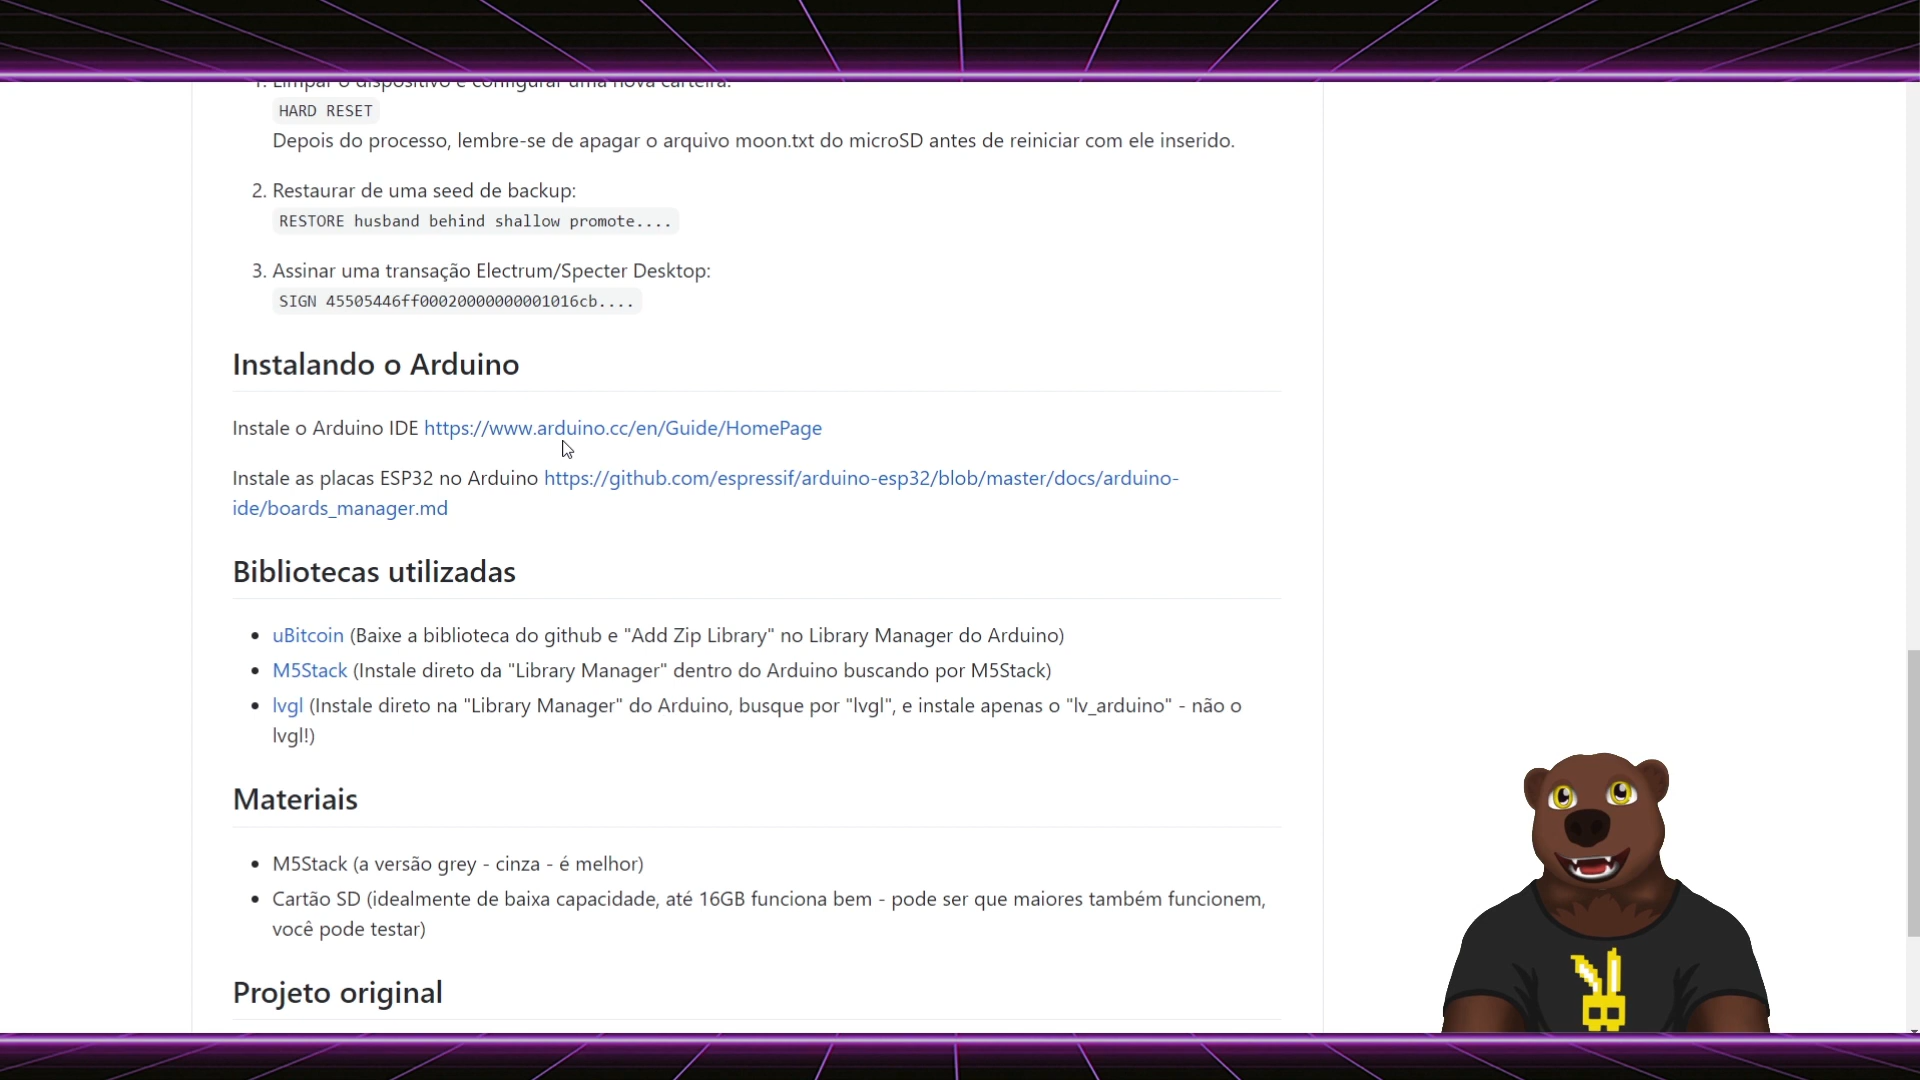 1. Limpar o dispositivo e configurar uma nova carteira:
HARD RESET
Depois do processo, lembre-se de apagar o arquivo moon.txt do microSD antes de reiniciar com ele inserido.
2. Restaurar de uma seed de backup:
RESTORE husband behind shallow promote....
3. Assinar uma transação Electrum/Specter Desktop:
SIGN 45505446ff00020000000001016cb....
Instalando o Arduino
Instale o Arduino IDE https://www.arduino.cc/en/Guide/HomePage
Instale as placas ESP32 no Arduino https://github.com/espressif/arduino-esp32/blob/master/docs/arduino-
ide/boards_manager.md
Bibliotecas utilizadas
• uBitcoin (Baixe a biblioteca do github e "Add Zip Library" no Library Manager do Arduino)
• M5Stack (Instale direto da "Library Manager" dentro do Arduino buscando por M5Stack)
• lvgl (Instale direto na "Library Manager" do Arduino, busque por "lvgl", e instale apenas o "lv_arduino" - não o
lvgl!)
Materiais
• M5Stack (a versão grey - cinza - é melhor)
• Cartão SD (idealmente de baixa capacidade, até 16GB funciona bem - pode ser que maiores também funcionem,
você pode testar)
Projeto original